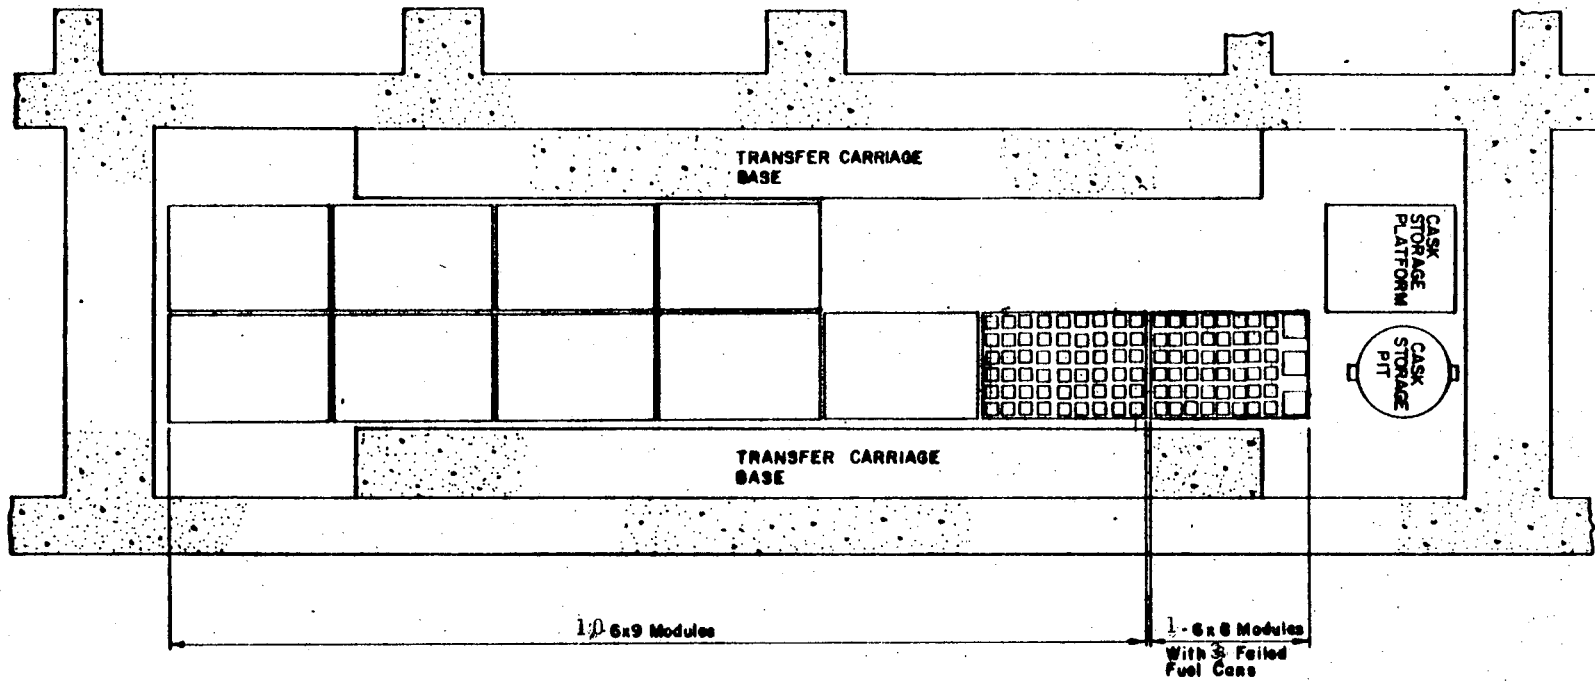 TRANSFER CARRIAGE
BASE
CASK
STORAGE
PLATFORM
CASK
STORAGE
PIT
TRANSFER CARRIAGE
BASE
10 6x9 Modules
1 - 6x8 Modules
With 3 Failed
Fuel Cans